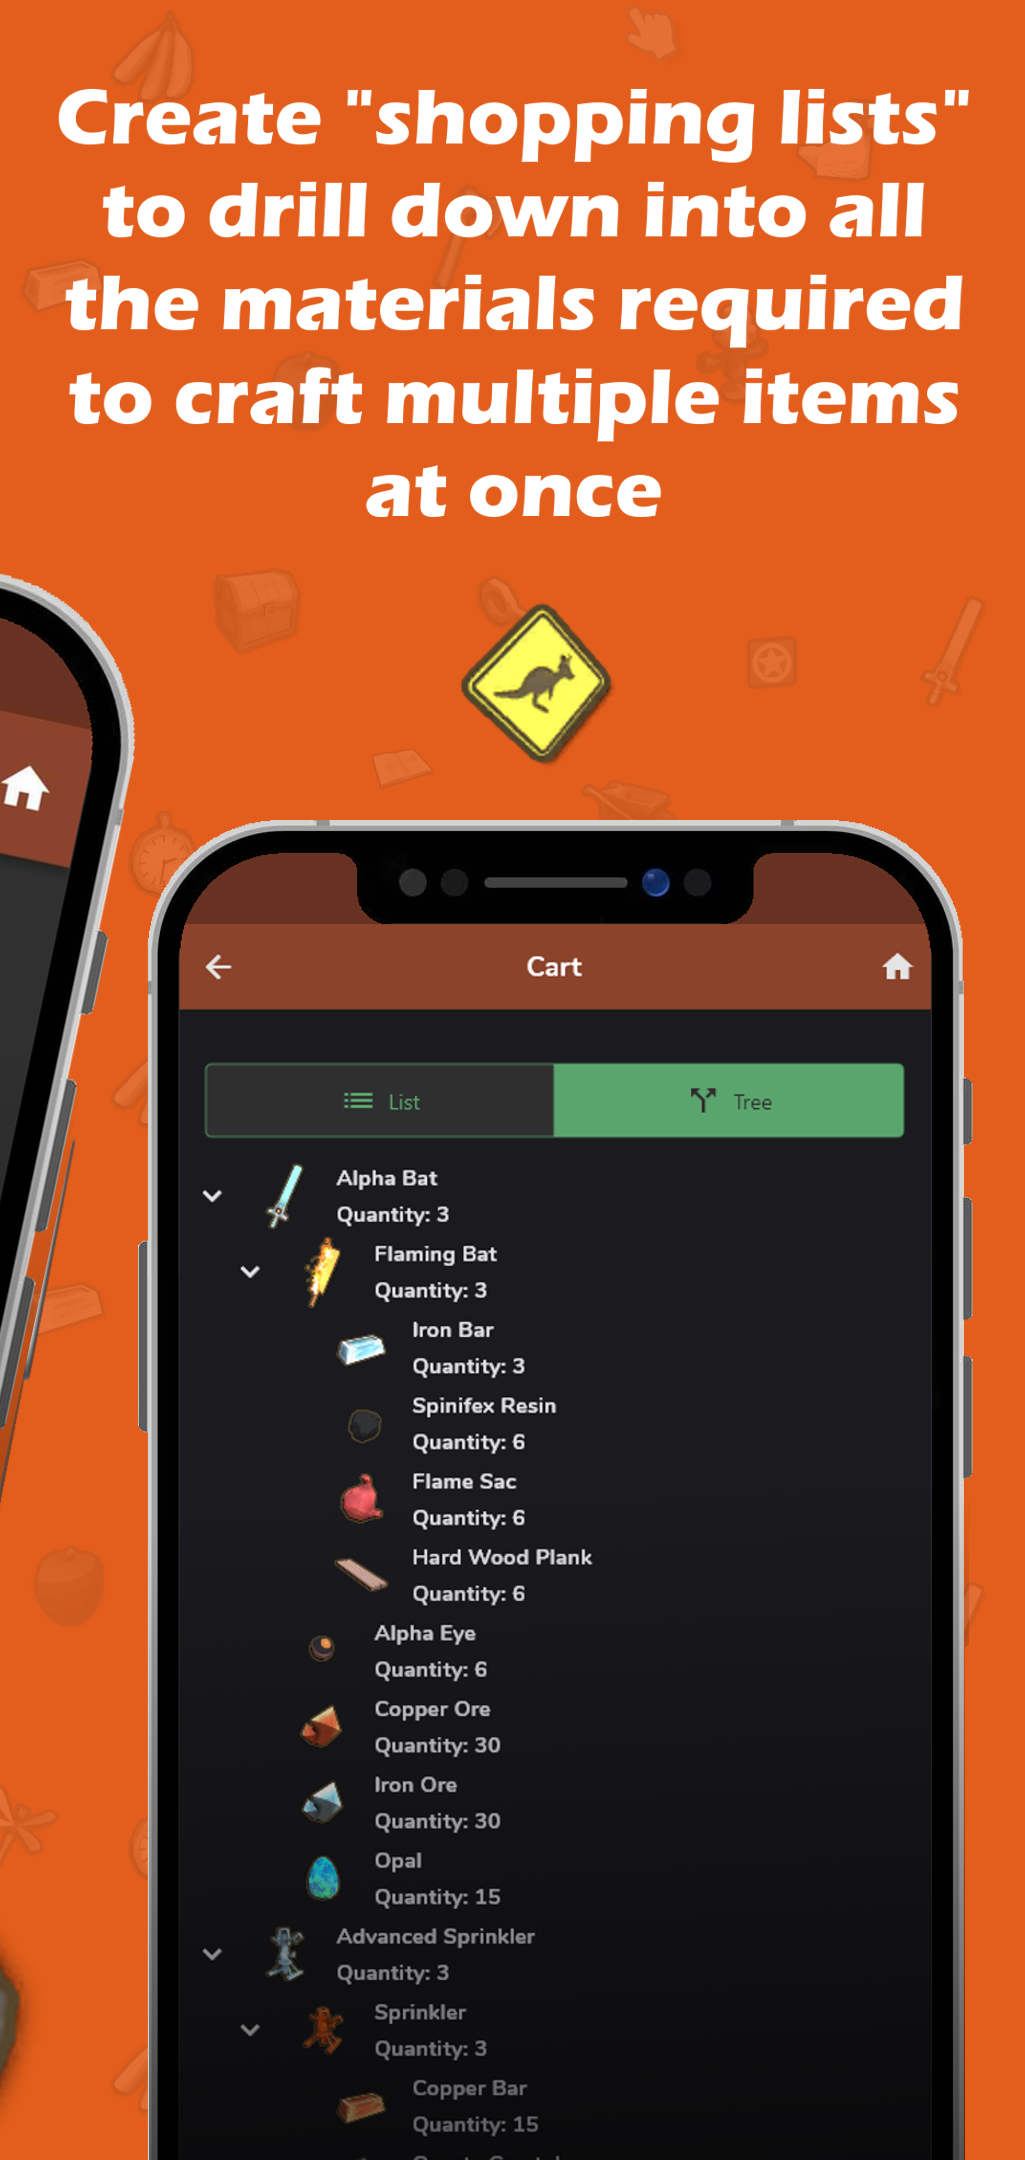 Create "shopping lists"
to drill down into all
the materials required
to craft multiple items
at once
Cart
List
Tree
Alpha Bat
Quantity: 3
Flaming Bat
Quantity: 3
Iron Bar
Quantity: 3
Spinifex Resin
Quantity: 6
Flame Sac
Quantity: 6
Hard Wood Plank
Quantity: 6
Alpha Eye
Quantity: 6
Copper Ore
Quantity: 30
Iron Ore
Quantity: 30
Opal
Quantity: 15
Advanced Sprinkler
Quantity: 3
Sprinkler
Quantity: 3
Copper Bar
Quantity: 15